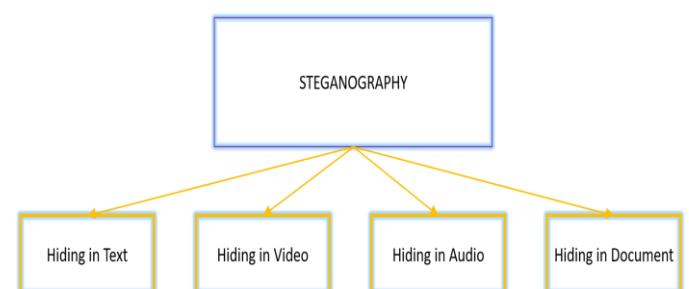 STEGANOGRAPHY
Hiding in Text
Hiding in Video
Hiding in Audio
Hiding in Document